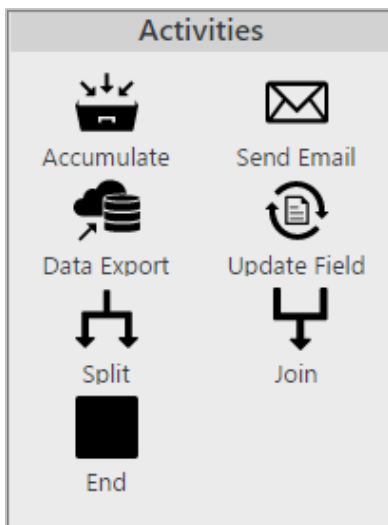 Activities
Accumulate Send Email
Data Export Update Field
Split Join
End